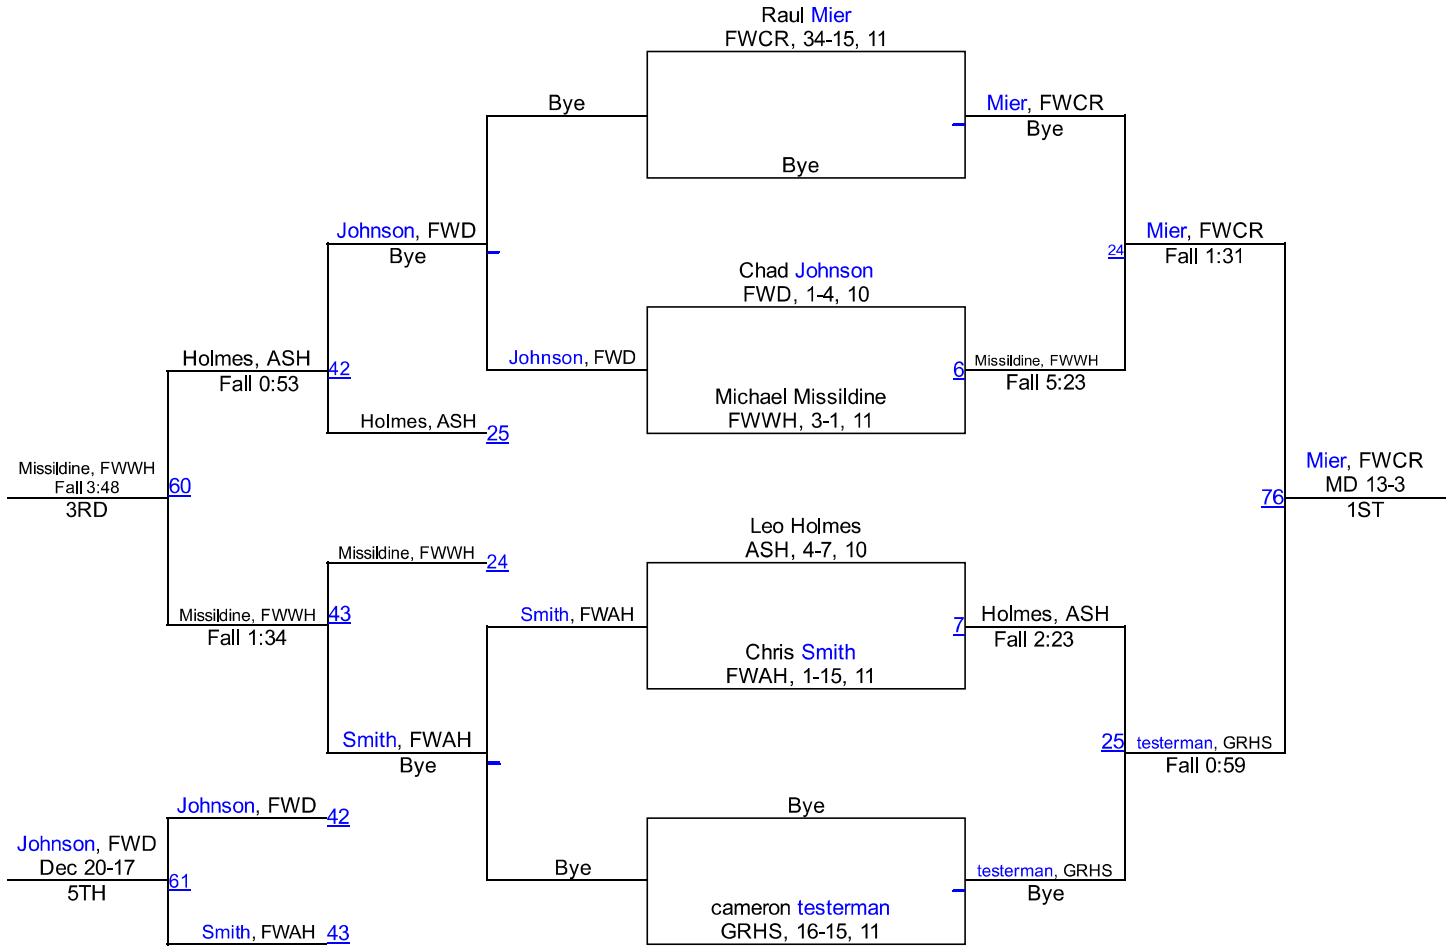 Raul Mier
FWCR, 34-15, 11
Bye
Mier, FWCR
Bye
Bye
Johnson, FWD
Bye
Mier, FWCR
24
Fall 1:31
Chad Johnson
FWD, 1-4, 10
Holmes, ASH
42
Fall 0:53
Johnson, FWD
6
Missildine, FWWH
Fall 5:23
Michael Missildine
FWWH, 3-1, 11
Holmes, ASH
25
Missildine, FWWH
Fall 3:48
60
3RD
Mier, FWCR
MD 13-3
76
1ST
Leo Holmes
ASH, 4-7, 10
Missildine, FWWH
24
Missildine, FWWH
43
Fall 1:34
Smith, FWAH
7
Holmes, ASH
Fall 2:23
Chris Smith
FWAH, 1-15, 11
Smith, FWAH
Bye
25
testerman, GRHS
Fall 0:59
Johnson, FWD
42
Bye
Johnson, FWD
Dec 20-17
61
5TH
Bye
testerman, GRHS
Bye
cameron testerman
GRHS, 16-15, 11
Smith, FWAH
43